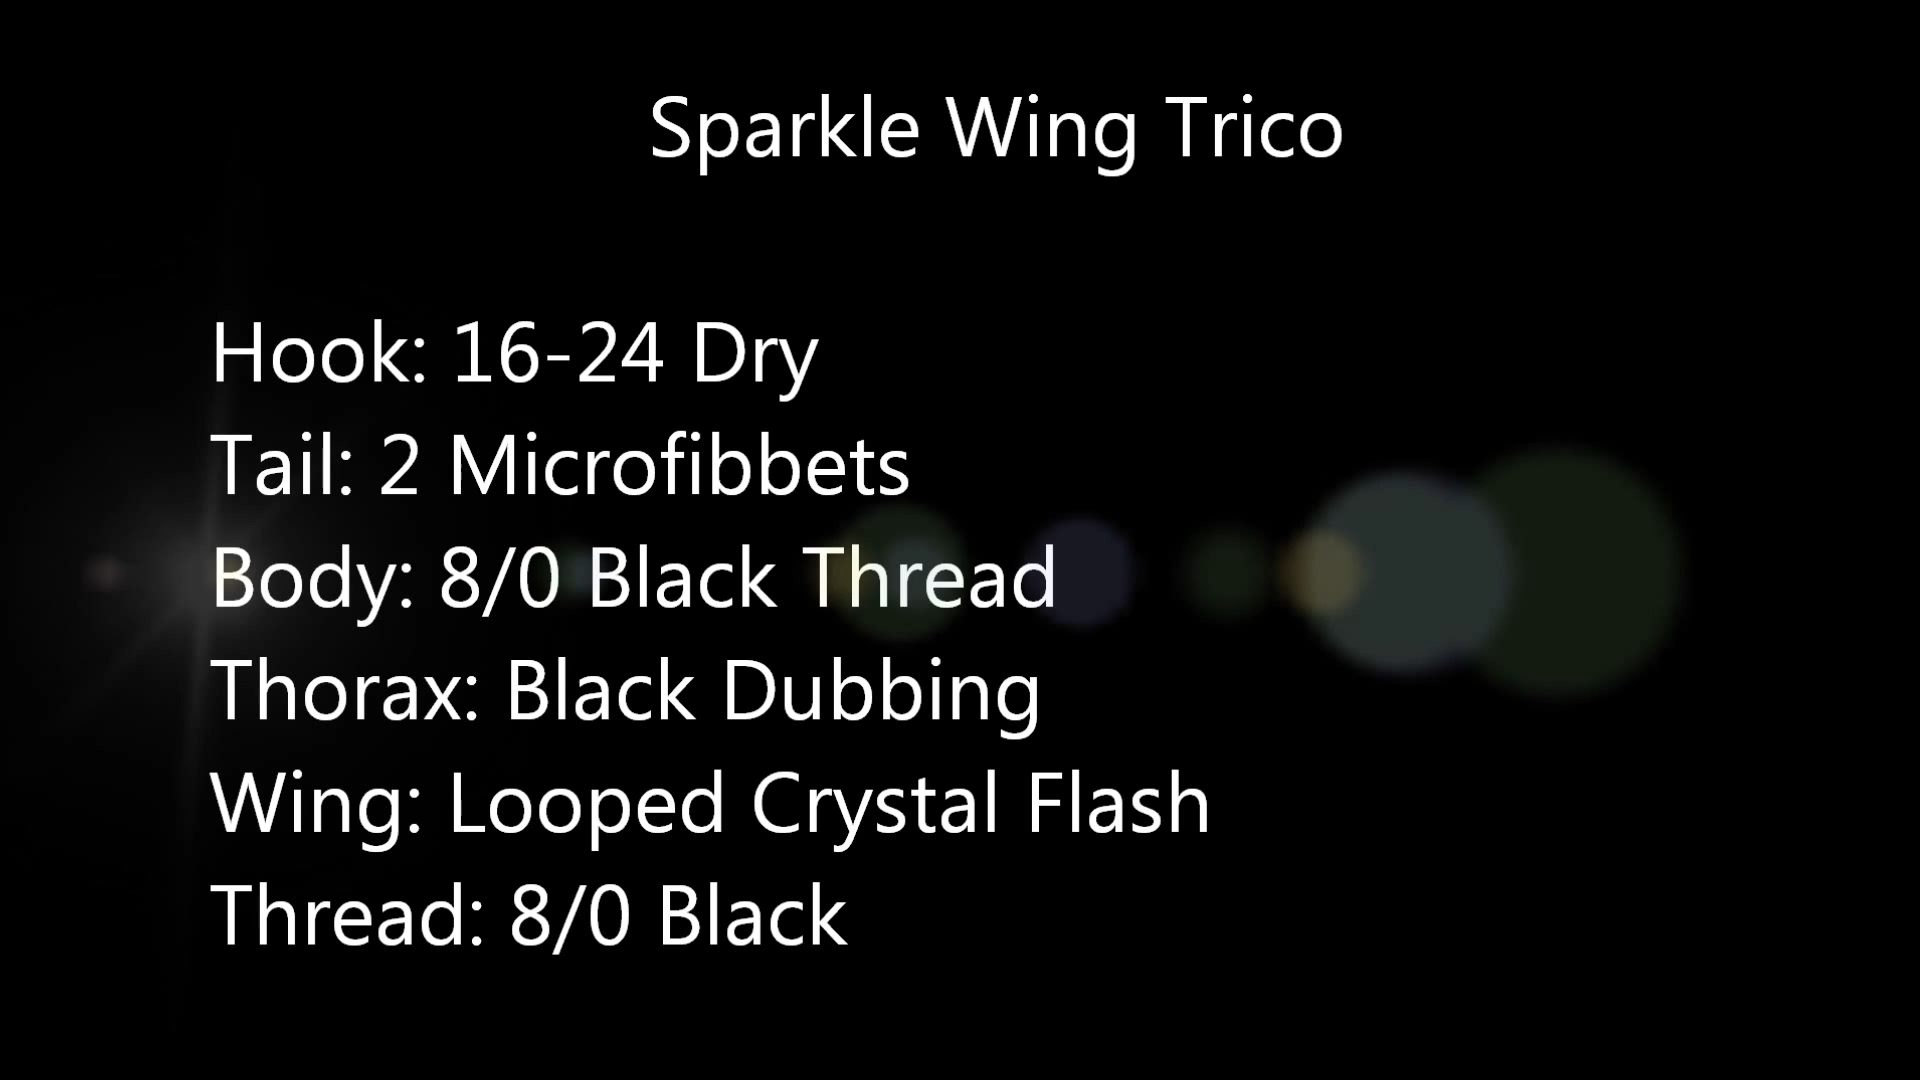 Sparkle Wing Trico
Hook: 16-24 Dry
Tail: 2 Microfibbets
Body: 8/0 Black Thread
Thorax: Black Dubbing
Wing: Looped Crystal Flash
Thread: 8/0 Black